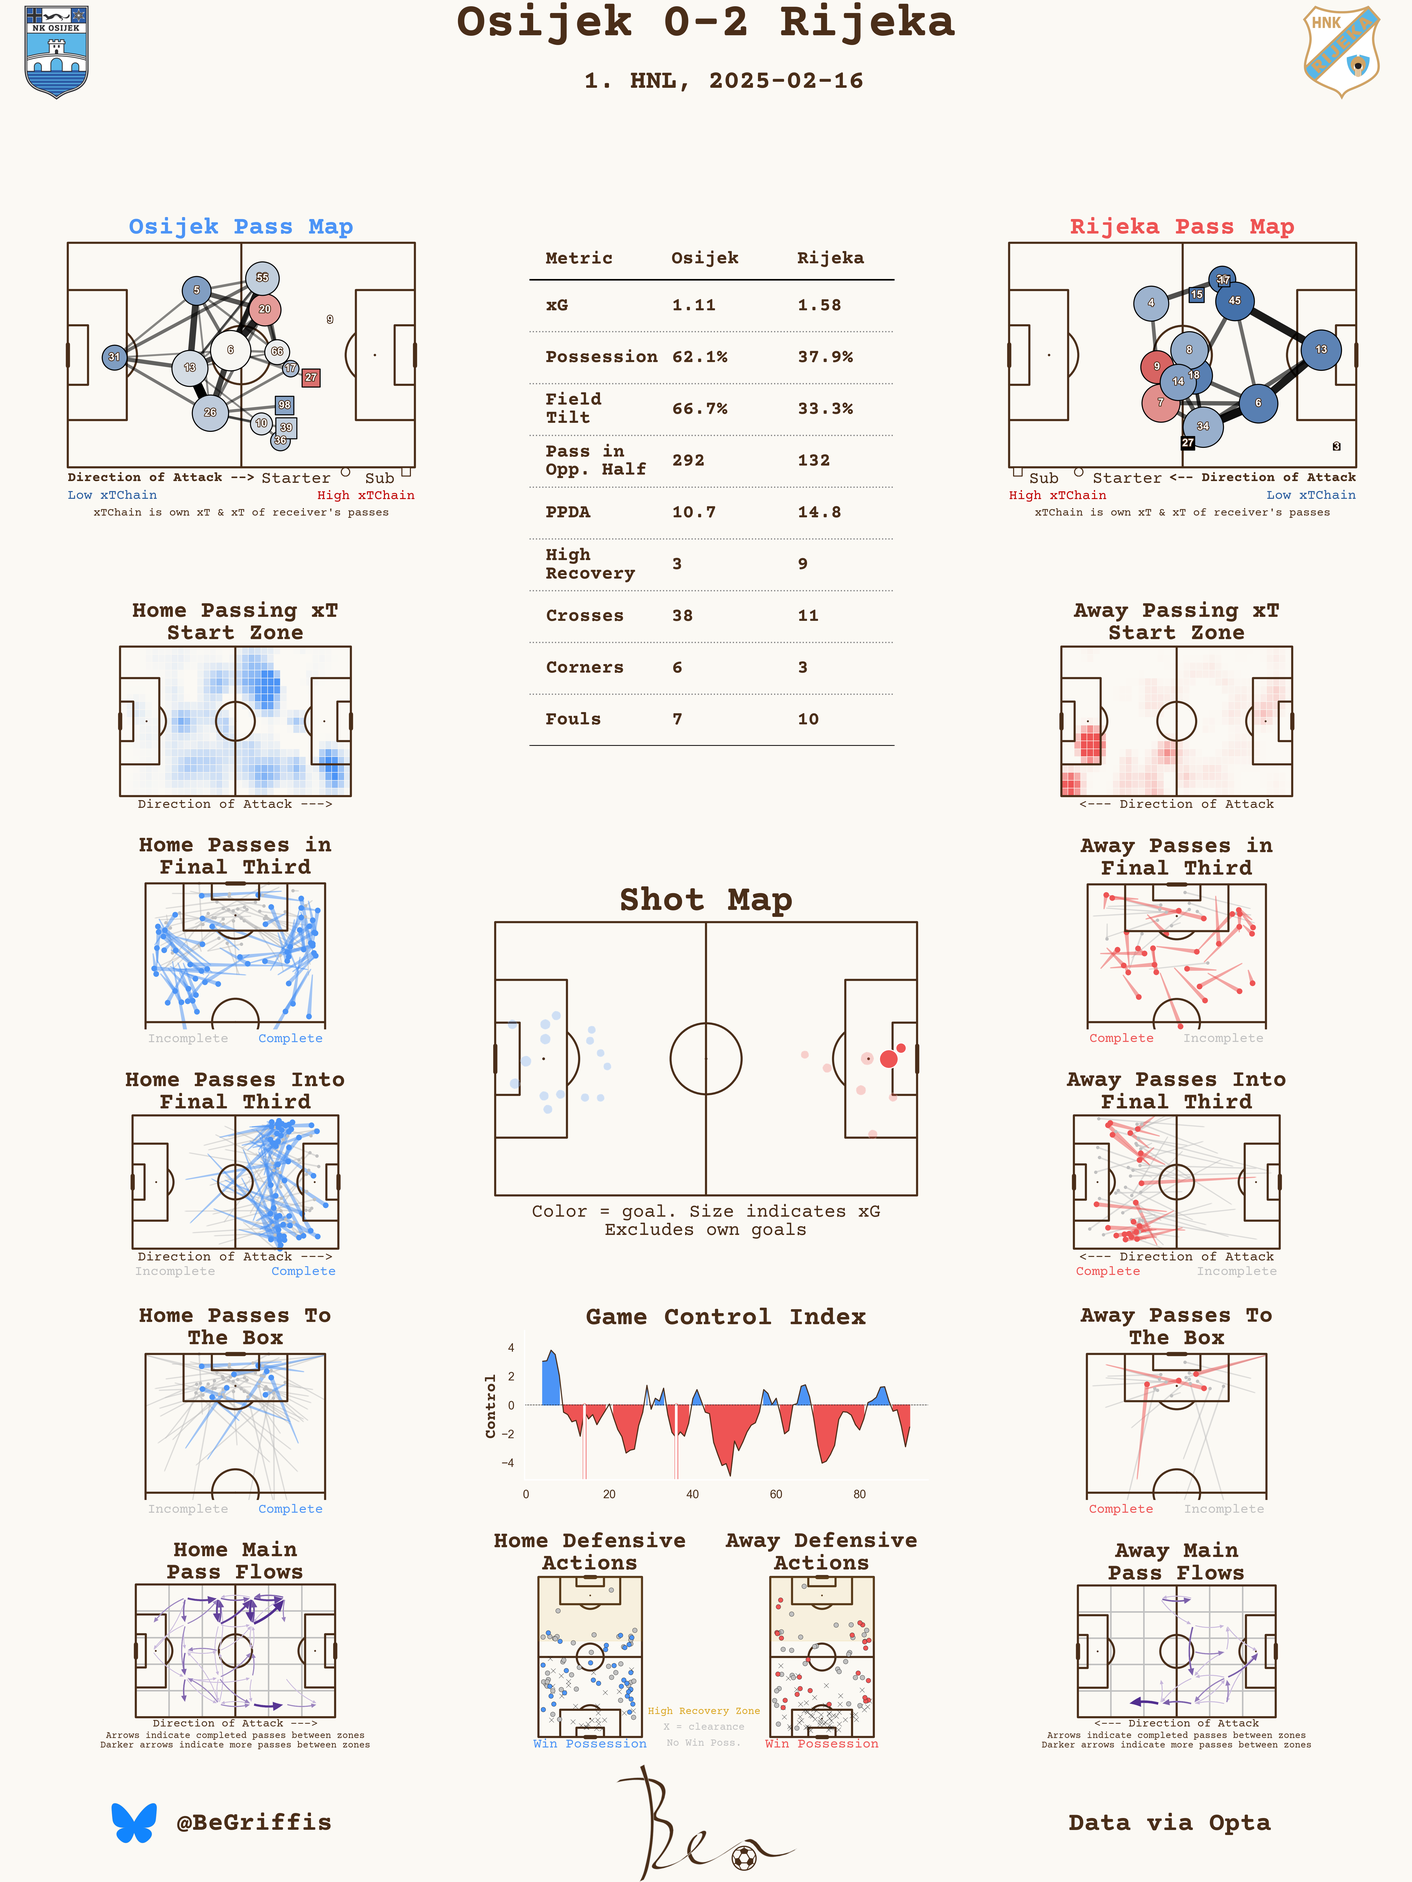 Osijek 0-2 Rijeka
1. HNL, 2025-02-16
NK OSIJEK
HNK
RIJEKA
Osijek Pass Map
5
55
20
9
31
6
66
13
17
27
26
98
10
39
36
Direction of Attack --> Starter Sub
Low xTChain High xTChain
xTChain is own xT & xT of receiver's passes
Metric Osijek Rijeka
xG 1.11 1.58
Possession 62.1% 37.9%
Field
Tilt 66.7% 33.3%
Pass in
Opp. Half 292 132
PPDA 10.7 14.8
High
Recovery 3 9
Crosses 38 11
Corners 6 3
Fouls 7 10
Rijeka Pass Map
4
15
45
8
13
9
18
14
7
6
34
27
3
Sub Starter <-- Direction of Attack
High xTChain Low xTChain
xTChain is own xT & xT of receiver's passes
Home Passing xT
Start Zone
Direction of Attack --->
Away Passing xT
Start Zone
<--- Direction of Attack
Home Passes in
Final Third
Incomplete Complete
Away Passes in
Final Third
Complete Incomplete
Shot Map
Color = goal. Size indicates xG
Excludes own goals
Home Passes Into
Final Third
Direction of Attack --->
Incomplete Complete
Away Passes Into
Final Third
<--- Direction of Attack
Complete Incomplete
Home Passes To
The Box
Incomplete Complete
Game Control Index
Control
4
2
0
−2
−4
0 20 40 60 80
Away Passes To
The Box
Complete Incomplete
Home Main
Pass Flows
Direction of Attack --->
Arrows indicate completed passes between zones
Darker arrows indicate more passes between zones
Home Defensive
Actions
Win Possession
High Recovery Zone
X = clearance
No Win Poss.
Away Defensive
Actions
Win Possession
Away Main
Pass Flows
<--- Direction of Attack
Arrows indicate completed passes between zones
Darker arrows indicate more passes between zones
@BeGriffis
Ben
Data via Opta